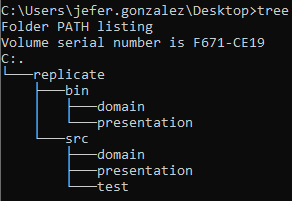 C:\Users\jefer.gonzalez\Desktop>tree
Folder PATH listing
Volume serial number is F671-CE19
C:.
└───replicate
    ├───bin
    │   ├───domain
    │   └───presentation
    └───src
        ├───domain
        ├───presentation
        └───test